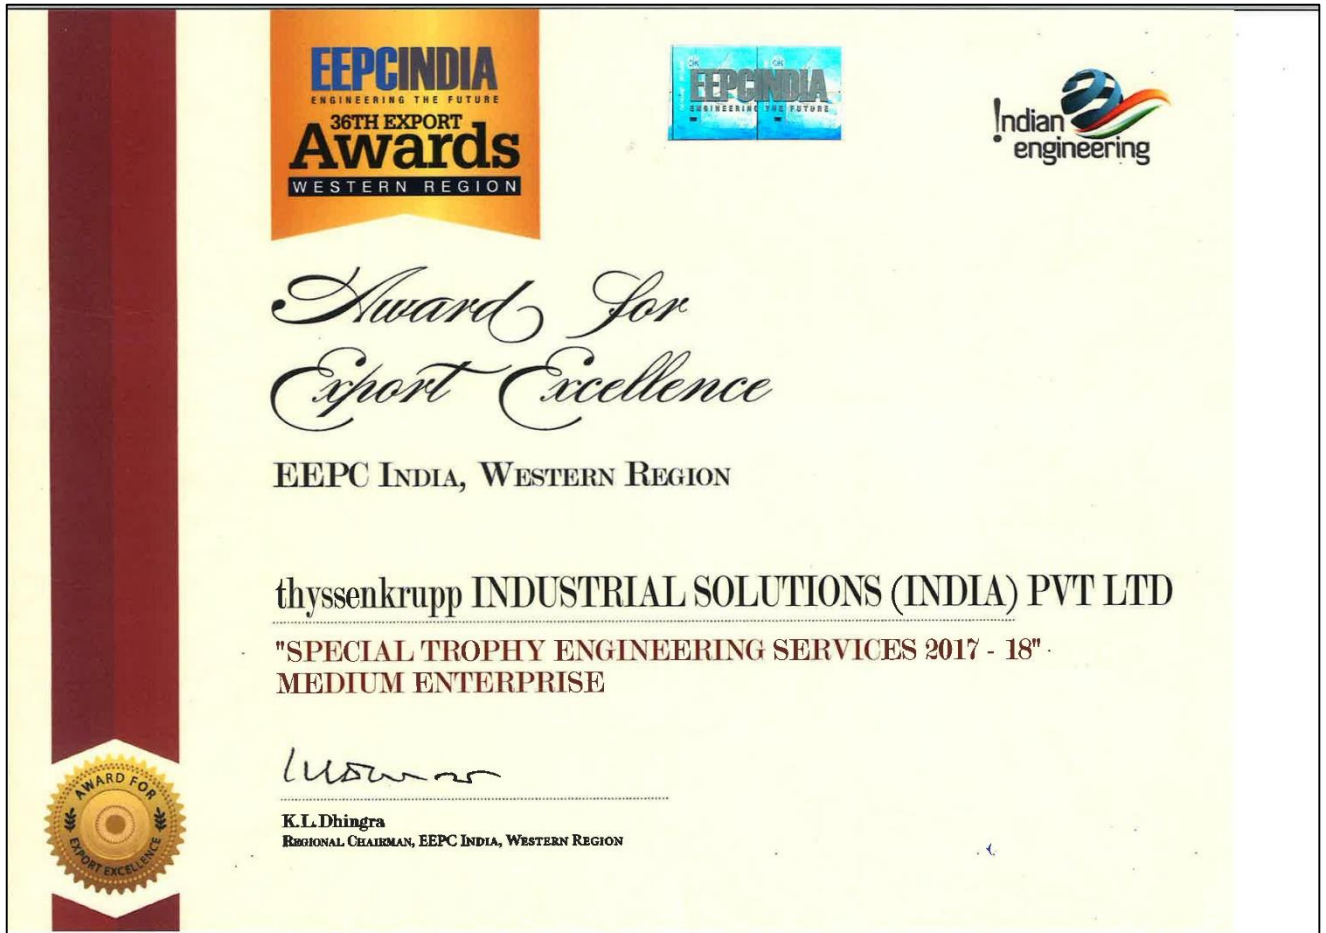 EEPCINDIA
ENGINEERING THE FUTURE
36TH EXPORT
Awards
WESTERN REGION
EEPCINDIA
ENGINEERING THE FUTURE
Indian
engineering
Award for
Export Excellence
EEPC INDIA, WESTERN REGION
thyssenkrupp INDUSTRIAL SOLUTIONS (INDIA) PVT LTD
"SPECIAL TROPHY ENGINEERING SERVICES 2017 - 18"
MEDIUM ENTERPRISE
K.L.Dhingra
REGIONAL CHAIRMAN, EEPC INDIA, WESTERN REGION
AWARD FOR
EXPORT EXCELLENCE